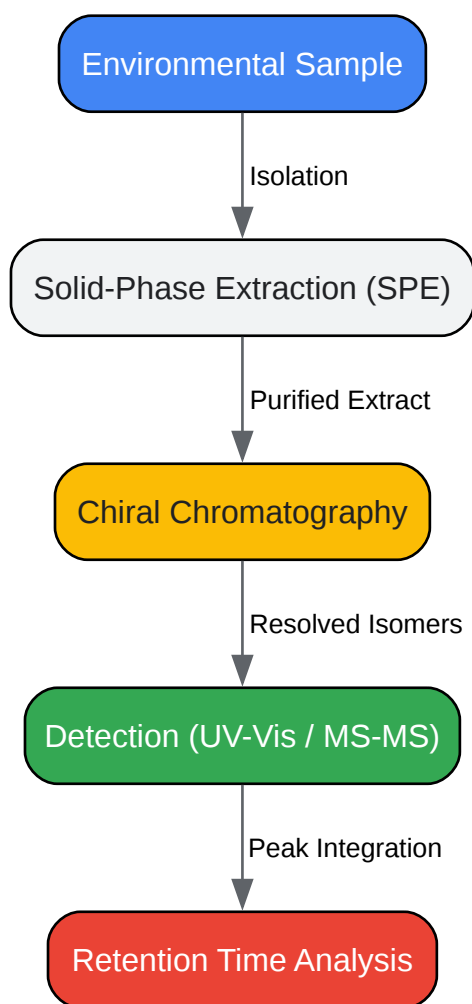 Environmental Sample
Isolation
Solid-Phase Extraction (SPE)
Purified Extract
Chiral Chromatography
Resolved Isomers
Detection (UV-Vis / MS-MS)
Peak Integration
Retention Time Analysis